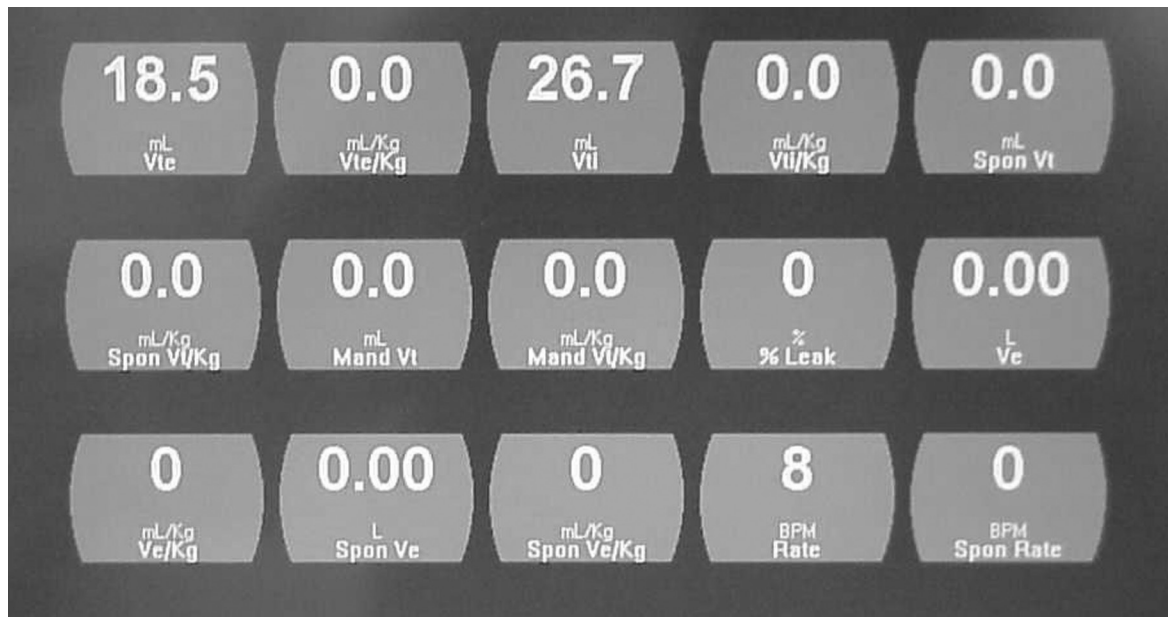 18.5 0.0 26.7 0.0 0.0
mL mL/Kg mL mL/Kg mL
Vte Vte/Kg Vti Vti/Kg Spon Vt
0.0 0.0 0.0 0 0.00
mL/Kg mL mL/Kg % L
Spon Vt/Kg Mand Vt Mand Vt/Kg % Leak Ve
0 0.00 0 8 0
mL/Kg L mL/Kg BPM BPM
Ve/Kg Spon Ve Spon Ve/Kg Rate Spon Rate